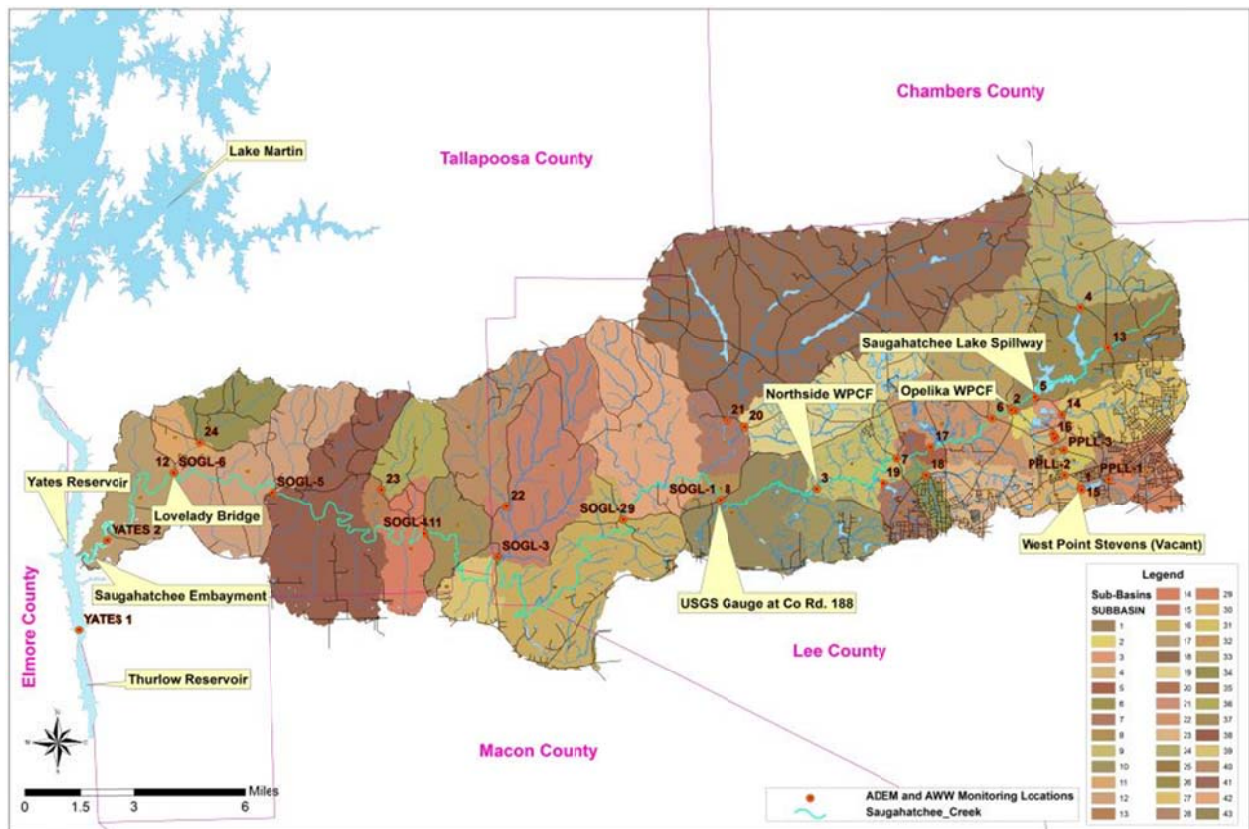 Chambers County
Tallapoosa County
Lake Martin
Saugahatchee Lake Spillway
Northside WPCF
Opelika WPCF
4
13
5
2
6
14
16
PPLL-3
PPLL-2
PPLL-1
1
15
17
18
7
19
3
21
20
24
12
SOGL-6
SOGL-5
23
22
SOGL-411
SOGL-3
SOGL-29
SOGL-1
Yates Reservoir
Lovelady Bridge
YATES 2
Saugahatchee Embayment
YATES 1
Thurlow Reservoir
Elmore County
USGS Gauge at Co Rd. 188
West Point Stevens (Vacant)
Lee County
Macon County
0 1.5 3 6
Miles
Legend
Sub-Basins
SUBBASIN
1
2
3
4
5
6
7
8
9
10
11
12
13
14
15
16
17
18
19
20
21
22
23
24
25
26
27
28
29
30
31
32
33
34
35
36
37
38
39
40
41
42
43
ADEM and AWW Monitoring Locations
Saugahatchee_Creek